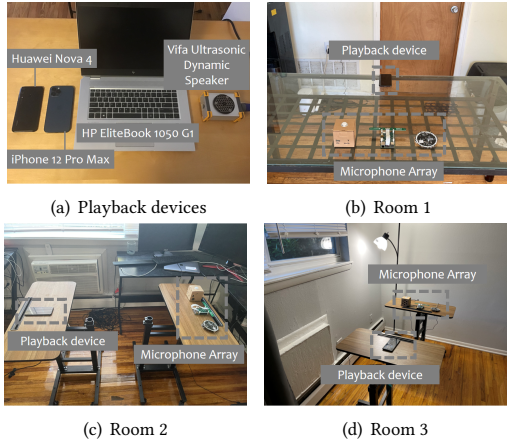 Huawei Nova 4
Vifa Ultrasonic
Dynamic
Speaker
HP EliteBook 1050 G1
iPhone 12 Pro Max
(a) Playback devices
Playback device
Microphone Array
(b) Room 1
Playback device
Microphone Array
(c) Room 2
Microphone Array
Playback device
(d) Room 3